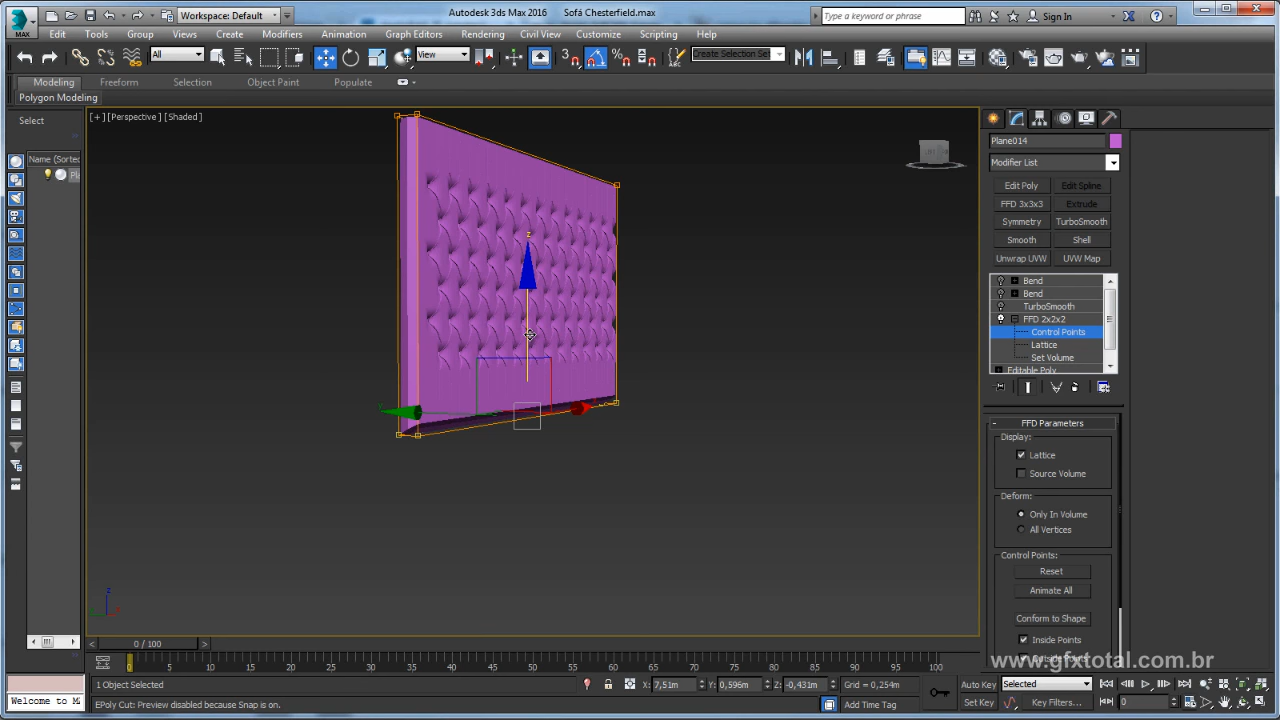 Workspace: Default
Autodesk 3ds Max 2016
Sofá Chesterfield.max
Type a keyword or phrase
Sign In
MAX
Edit
Tools
Group
Views
Create
Modifiers
Animation
Graph Editors
Rendering
Civil View
Customize
Scripting
Help
All
View
Create Selection Set
Modeling
Freeform
Selection
Object Paint
Populate
Polygon Modeling
Select
[+] [Perspective] [Shaded]
Name (Sorted
Pla
Plane014
Modifier List
Edit Poly
Edit Spline
FFD 3x3x3
Extrude
Symmetry
TurboSmooth
Smooth
Shell
Unwrap UVW
UVW Map
Bend
Bend
TurboSmooth
FFD 2x2x2
Control Points
Lattice
Set Volume
Editable Poly
FFD Parameters
Display:
Lattice
Source Volume
Deform:
Only In Volume
All Vertices
Control Points:
Reset
Animate All
Conform to Shape
Inside Points
z
y
z
0 / 100
www.gfxtotal.com.br
0 5 10 15 20 25 30 35 40 45 50 55 60 65 70 75 80 85 90 95 100
1 Object Selected
X: 7,51m
Y: 0,596m
Z: -0,431m
Grid = 0,254m
Auto Key
Selected
Welcome to MA
EPoly Cut: Preview disabled because Snap is on.
Add Time Tag
Set Key
Key Filters...
0